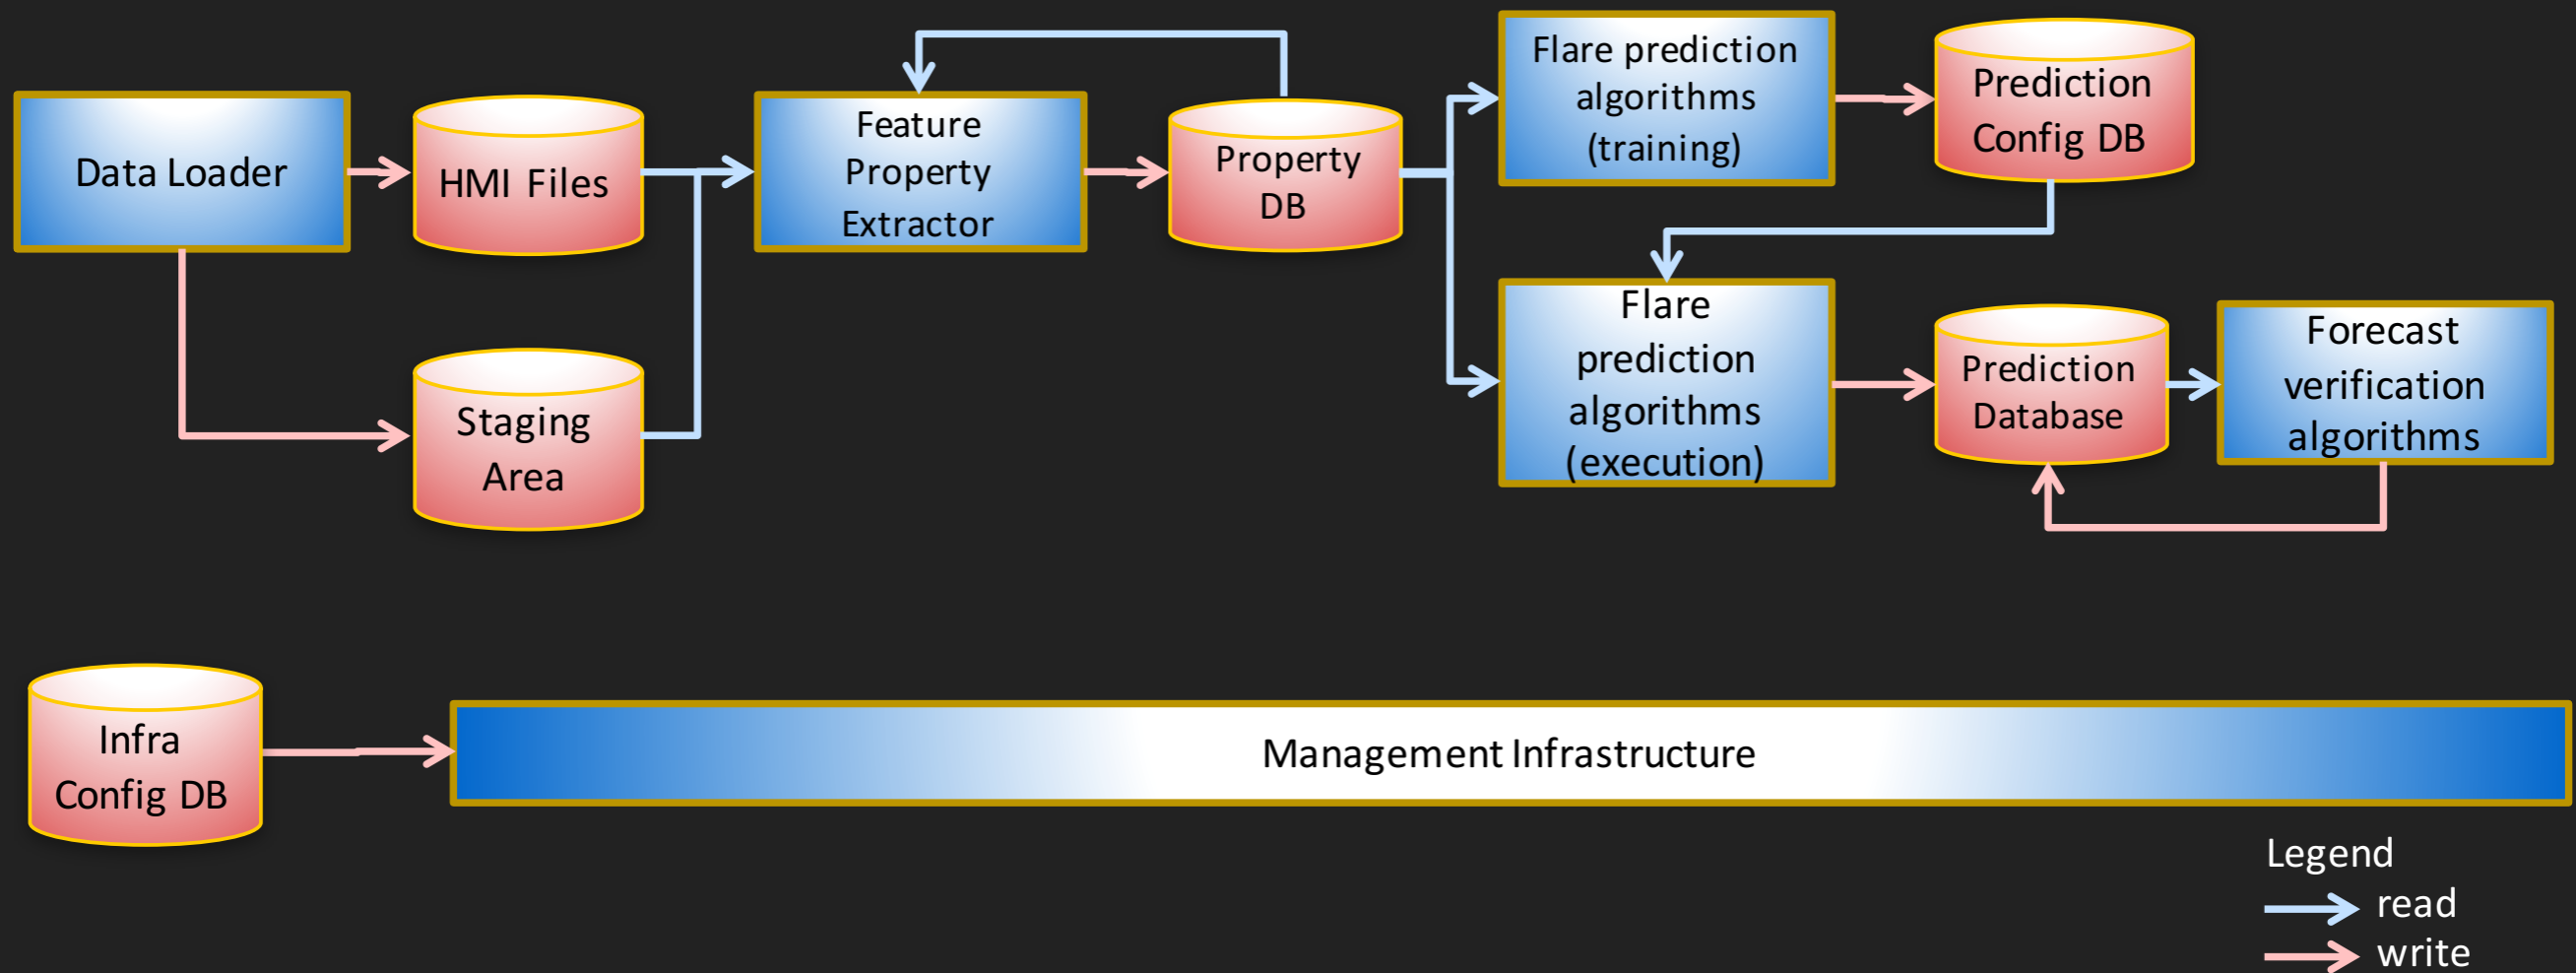 Data Loader
HMI Files
Staging
Area
Feature
Property
Extractor
Property
DB
Flare prediction
algorithms
(training)
Prediction
Config DB
Flare
prediction
algorithms
(execution)
Prediction
Database
Forecast
verification
algorithms
Infra
Config DB
Management Infrastructure
Legend
read
write